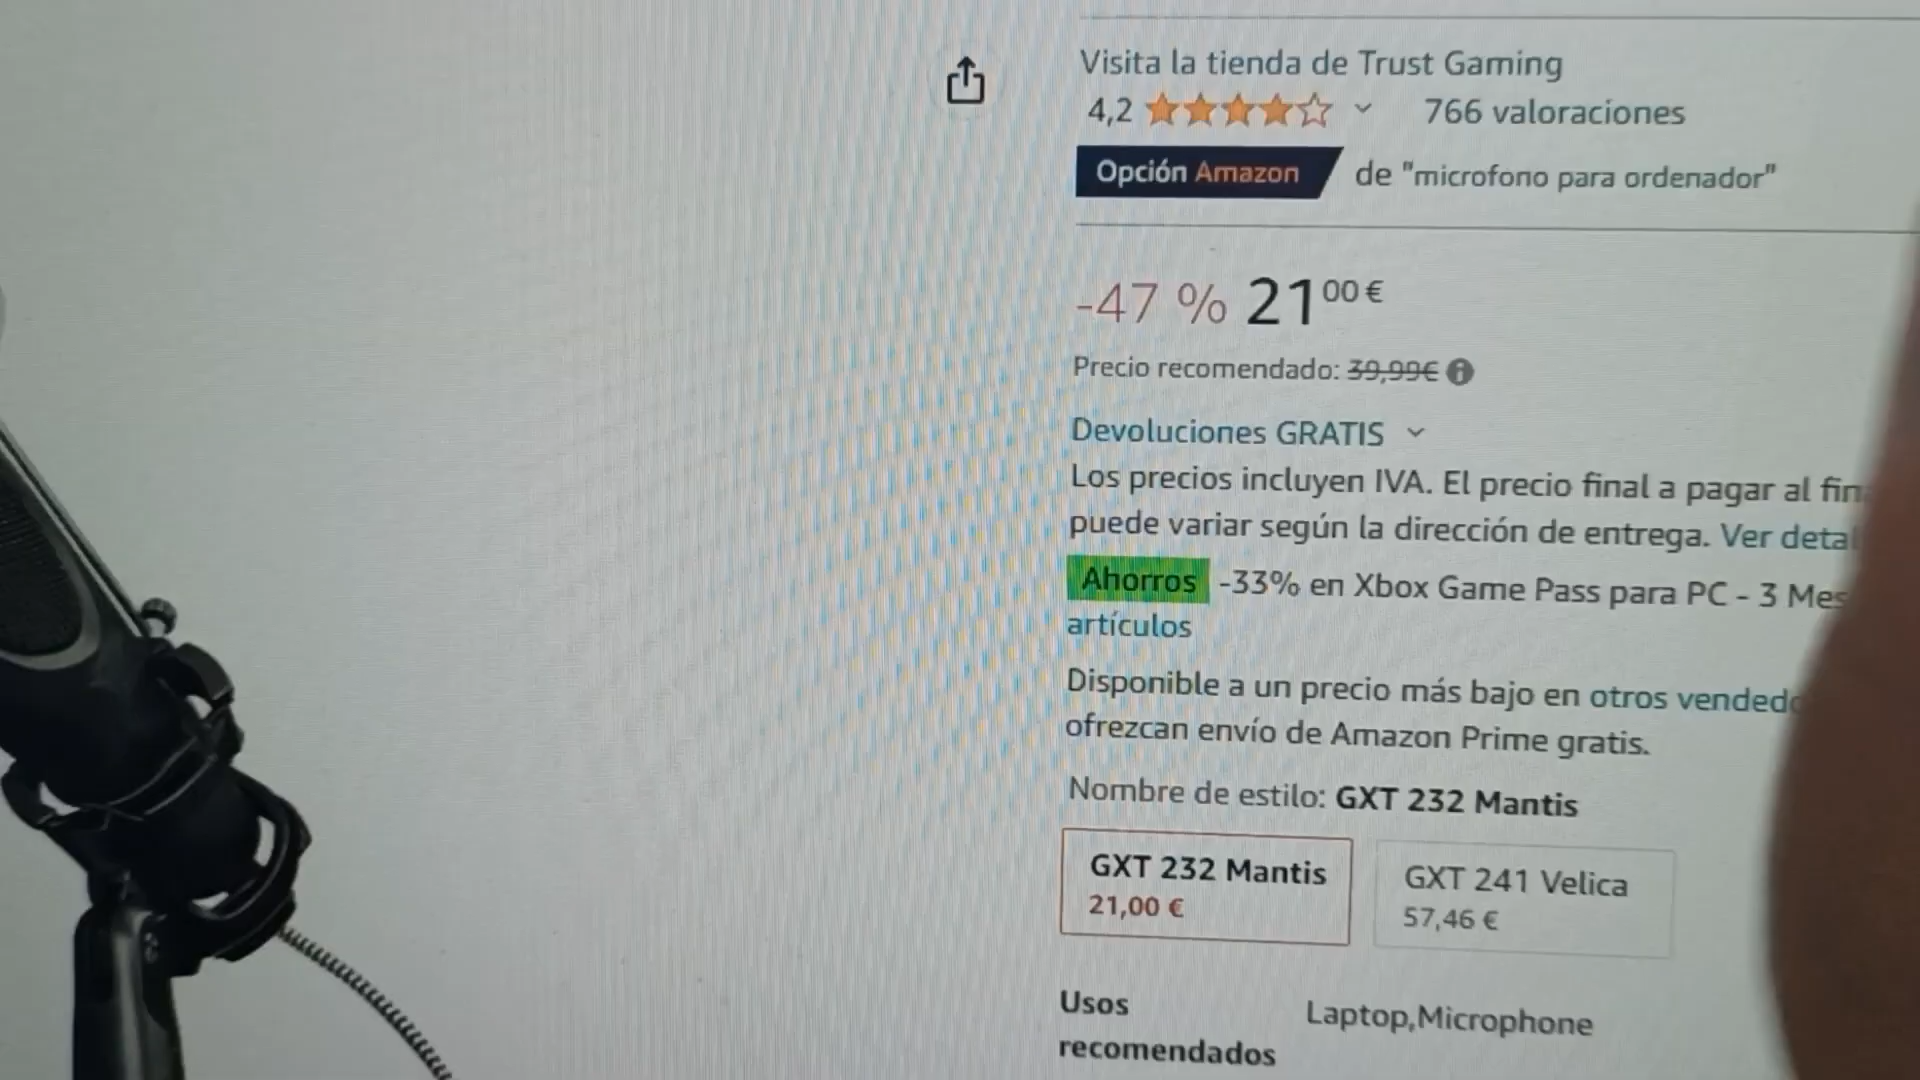 Visita la tienda de Trust Gaming
4,2 766 valoraciones
Opción Amazon de "microfono para ordenador"
-47 % 21 00 €
Precio recomendado: 39,99€
Devoluciones GRATIS
Los precios incluyen IVA. El precio final a pagar al
puede variar según la dirección de entrega. Ver
Ahorros -33% en Xbox Game Pass para PC - 3
artículos
Disponible a un precio más bajo en otros
ofrezcan envío de Amazon Prime gratis.
Nombre de estilo: GXT 232 Mantis
GXT 232 Mantis
21,00 €
GXT 241 Velica
57,46 €
Usos
recomendados
Laptop,Microphone